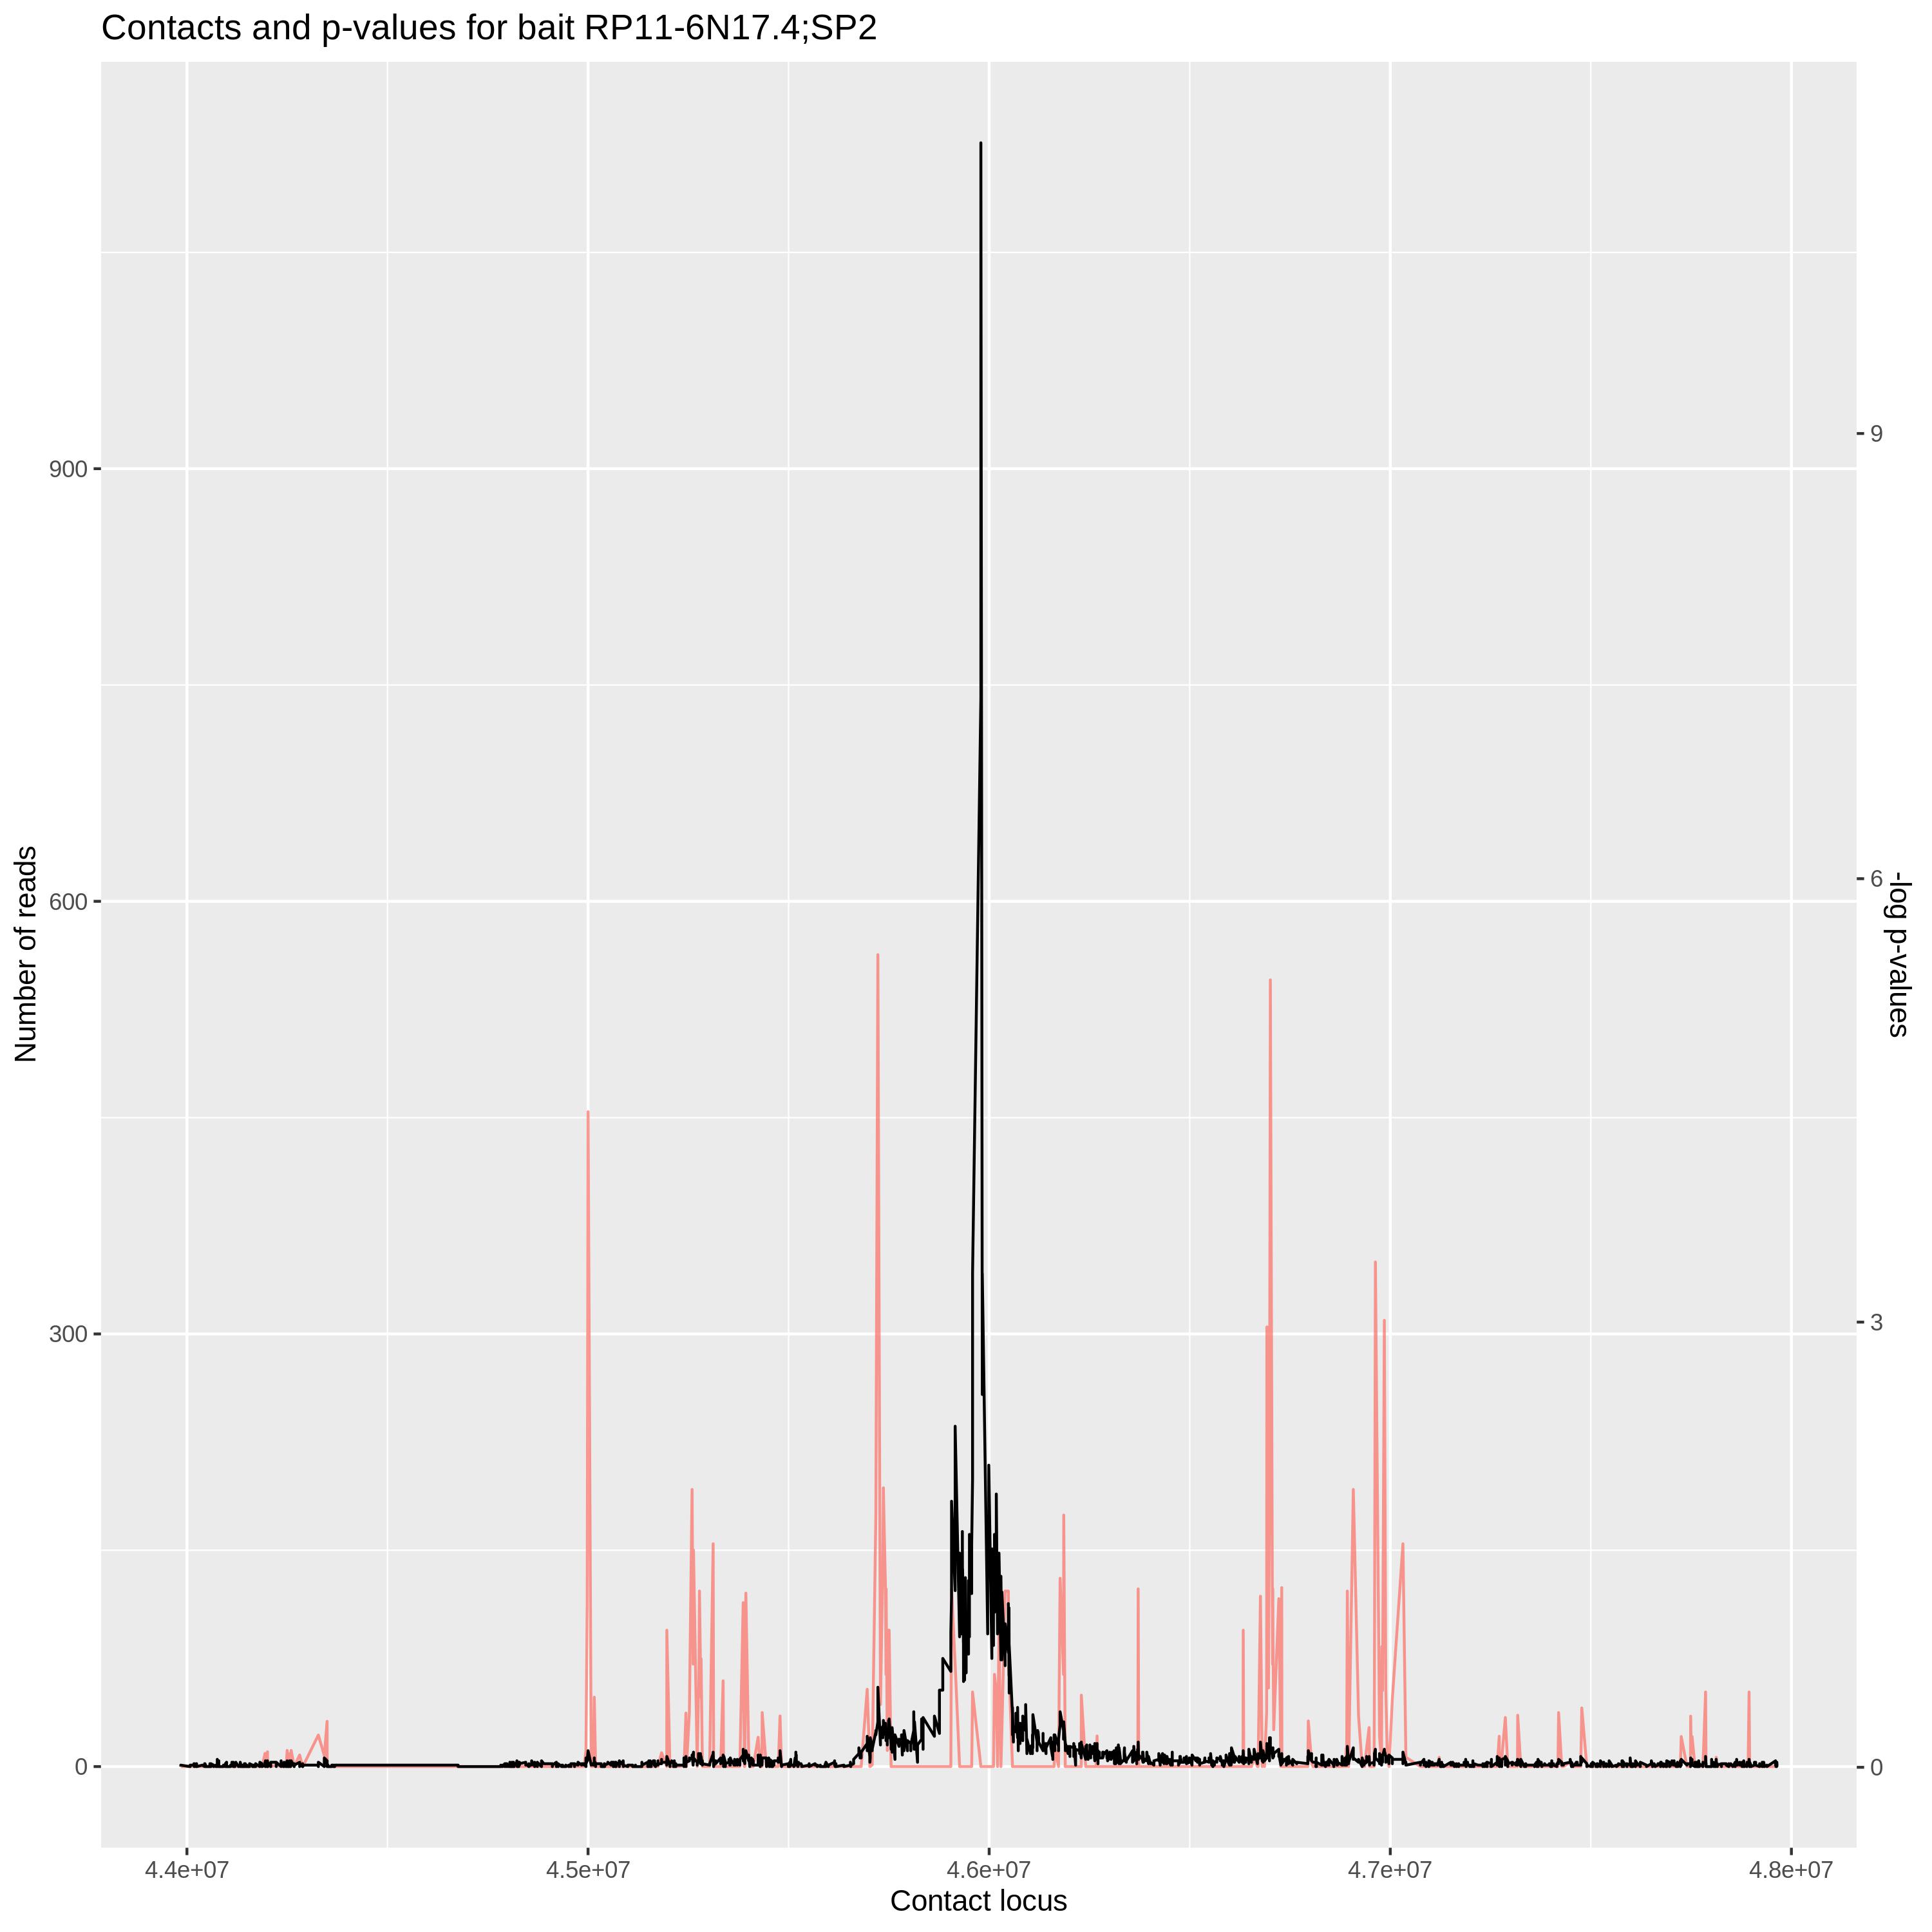 Contacts and p-values for bait RP11-6N17.4;SP2
Number of reads
900
600
300
0
9
6
3
0
-log p-values
4.4e+07
4.5e+07
4.6e+07
4.7e+07
4.8e+07
Contact locus